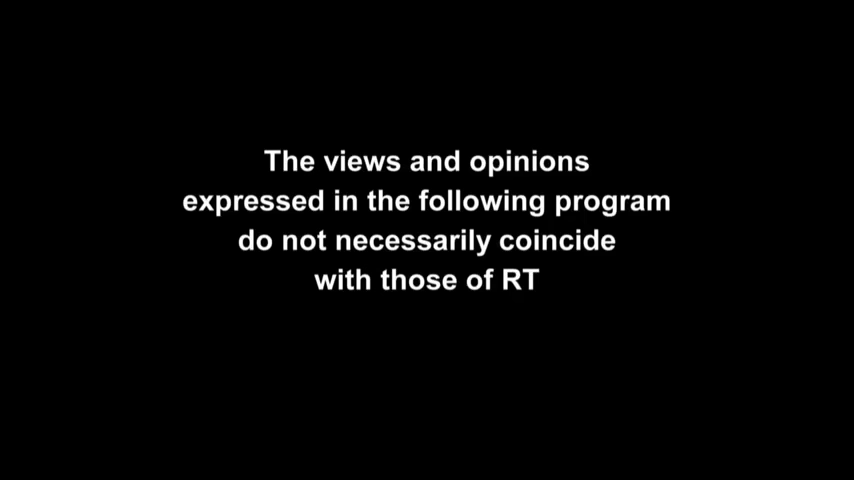 The views and opinions
expressed in the following program
do not necessarily coincide
with those of RT